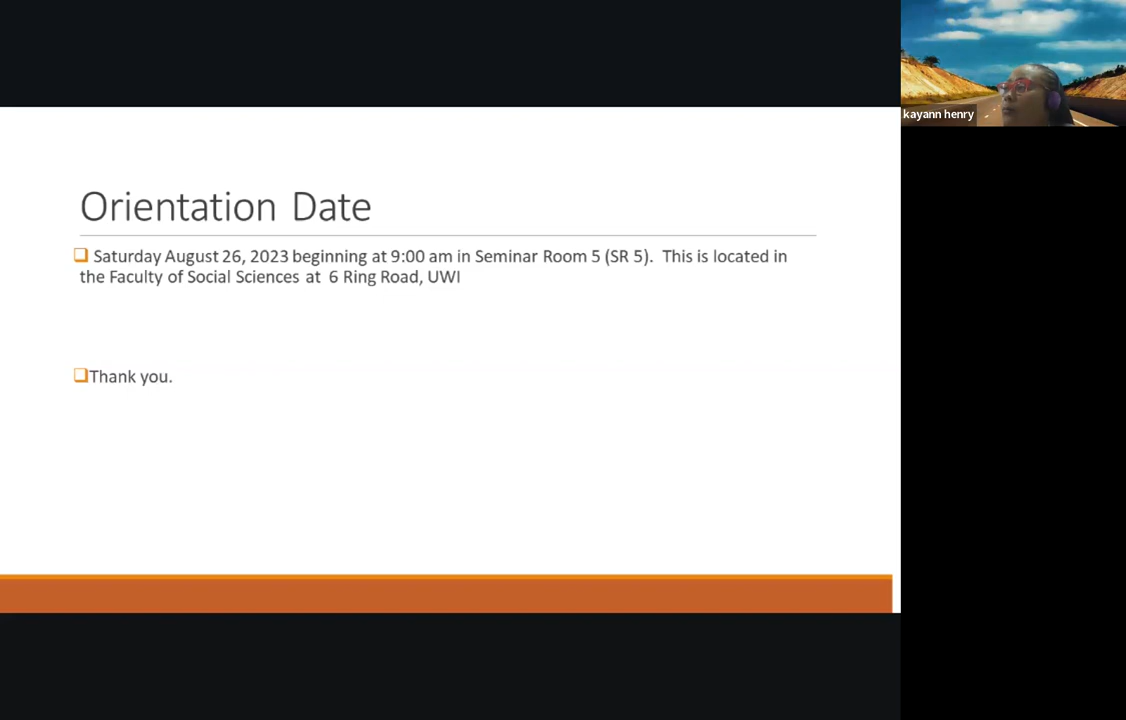 Orientation Date
Saturday August 26, 2023 beginning at 9:00 am in Seminar Room 5 (SR 5).  This is located in
the Faculty of Social Sciences at  6 Ring Road, UWI
Thank you.
kayann henry